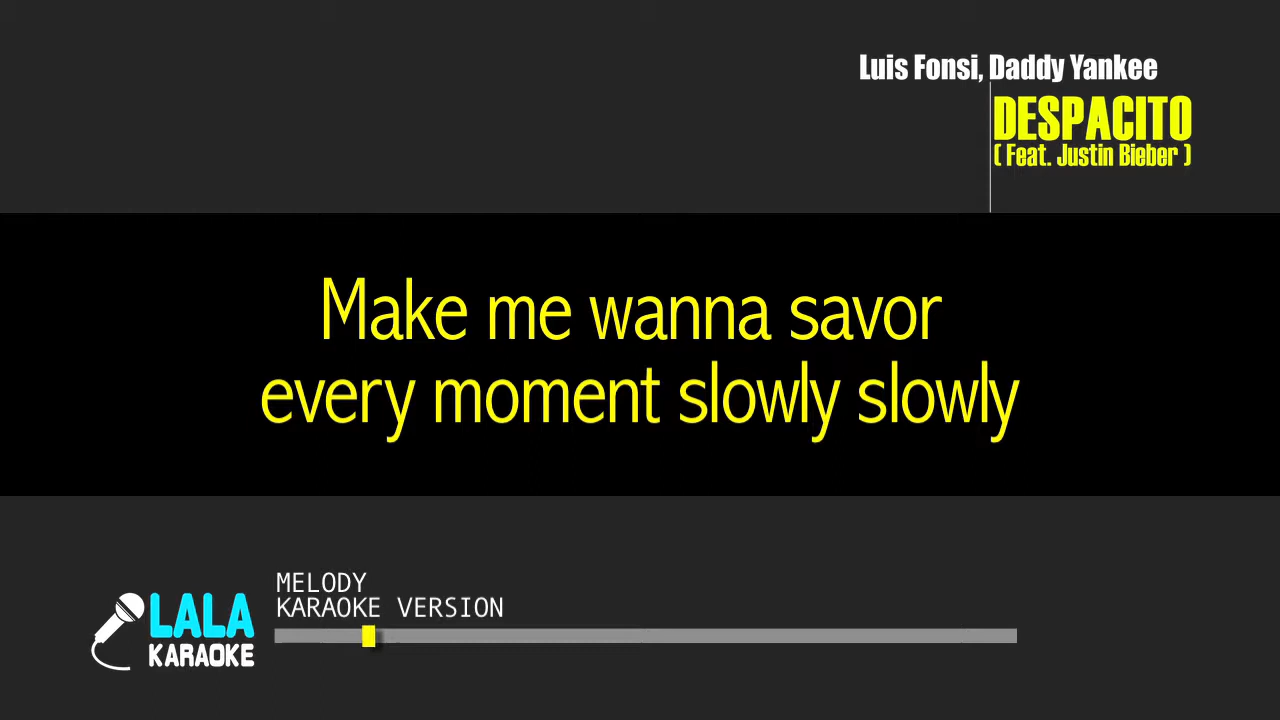 Luis Fonsi, Daddy Yankee
DESPACITO
( Feat. Justin Bieber )
Make me wanna savor
every moment slowly slowly
MELODY
KARAOKE VERSION
LALA
KARAOKE